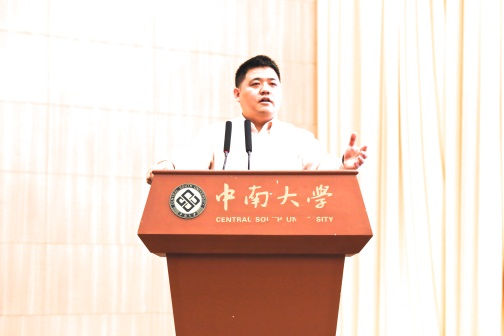 中南大学
CENTRAL SOUTH UNIVERSITY